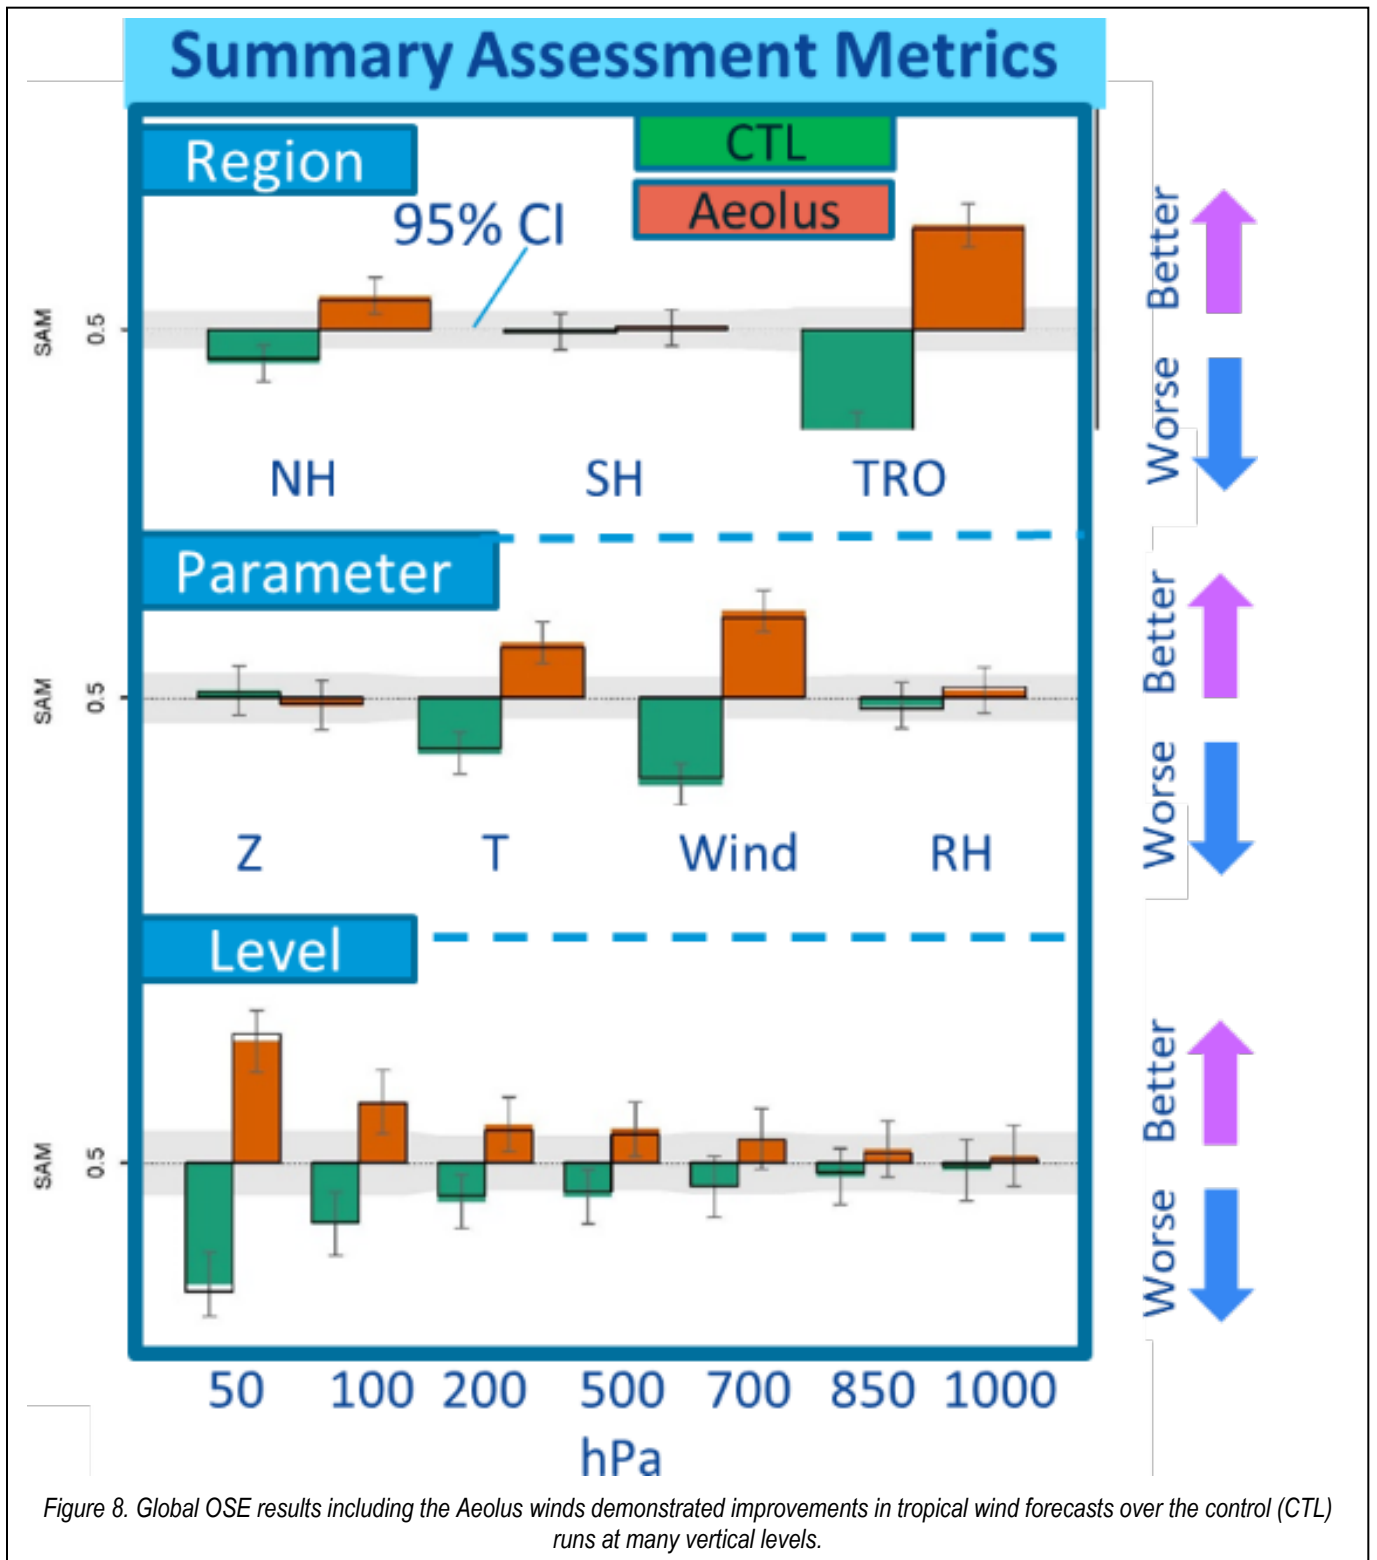 Summary Assessment Metrics
Region
CTL
Aeolus
95% CI
SAM
0.5
NH SH TRO
Better
Worse
Parameter
SAM
0.5
Z T Wind RH
Better
Worse
Level
SAM
0.5
Better
Worse
50 100 200 500 700 850 1000
hPa
Figure 8. Global OSE results including the Aeolus winds demonstrated improvements in tropical wind forecasts over the control (CTL)
runs at many vertical levels.